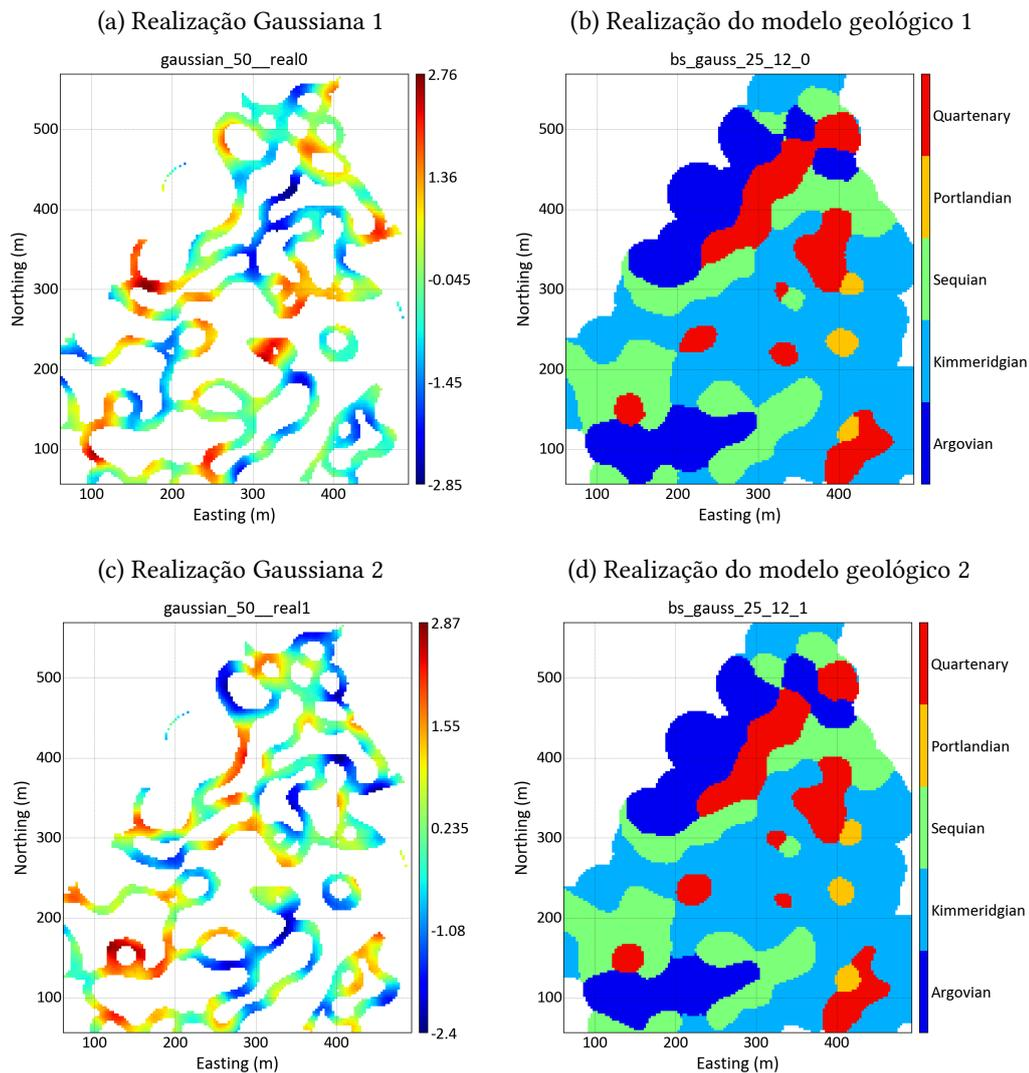 (a) Realização Gaussiana 1
gaussian_50__real0
2.76
1.36
-0.045
-1.45
-2.85
500
400
300
200
100
Northing (m)
100 200 300 400
Easting (m)
(b) Realização do modelo geológico 1
bs_gauss_25_12_0
Quartenary
Portlandian
Sequian
Kimmeridgian
Argovian
500
400
300
200
100
Northing (m)
100 200 300 400
Easting (m)
(c) Realização Gaussiana 2
gaussian_50__real1
2.87
1.55
0.235
-1.08
-2.4
500
400
300
200
100
Northing (m)
100 200 300 400
Easting (m)
(d) Realização do modelo geológico 2
bs_gauss_25_12_1
Quartenary
Portlandian
Sequian
Kimmeridgian
Argovian
500
400
300
200
100
Northing (m)
100 200 300 400
Easting (m)